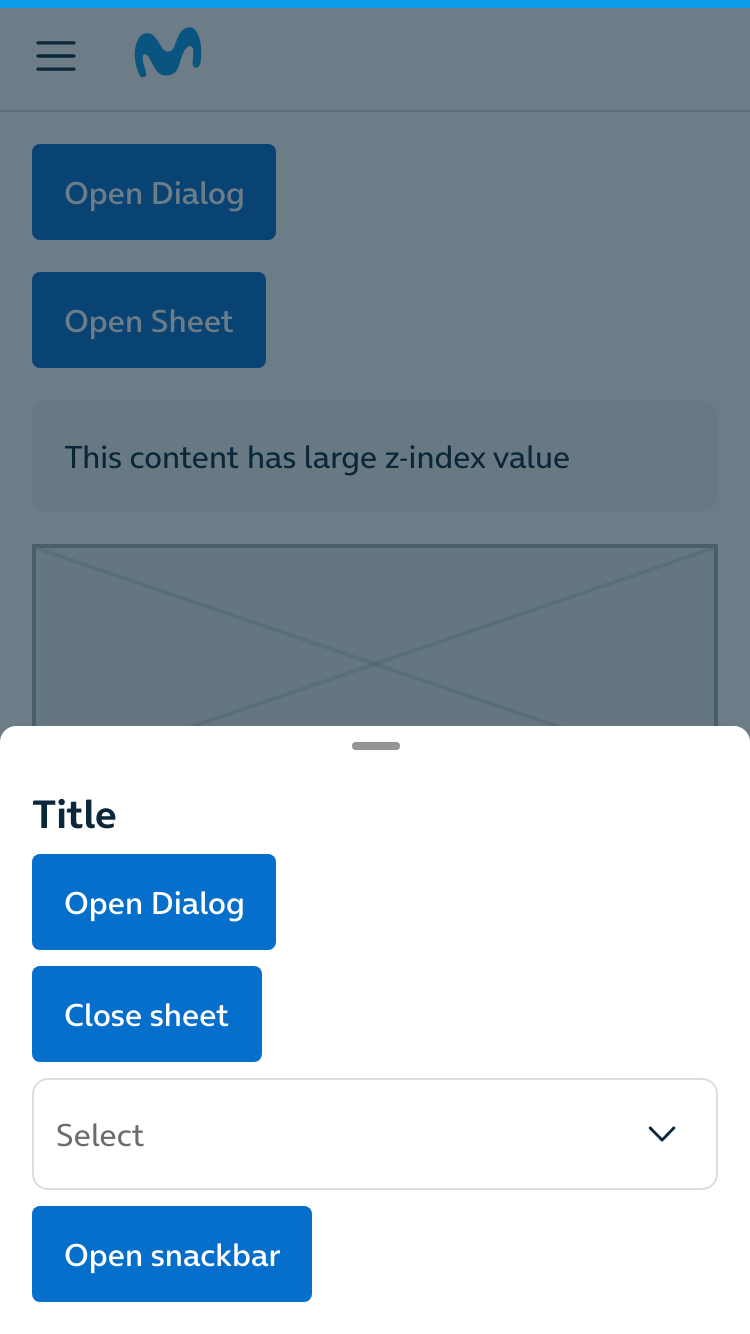 Open Dialog
Open Sheet
This content has large z-index value
Title
Open Dialog
Close sheet
Select
Open snackbar